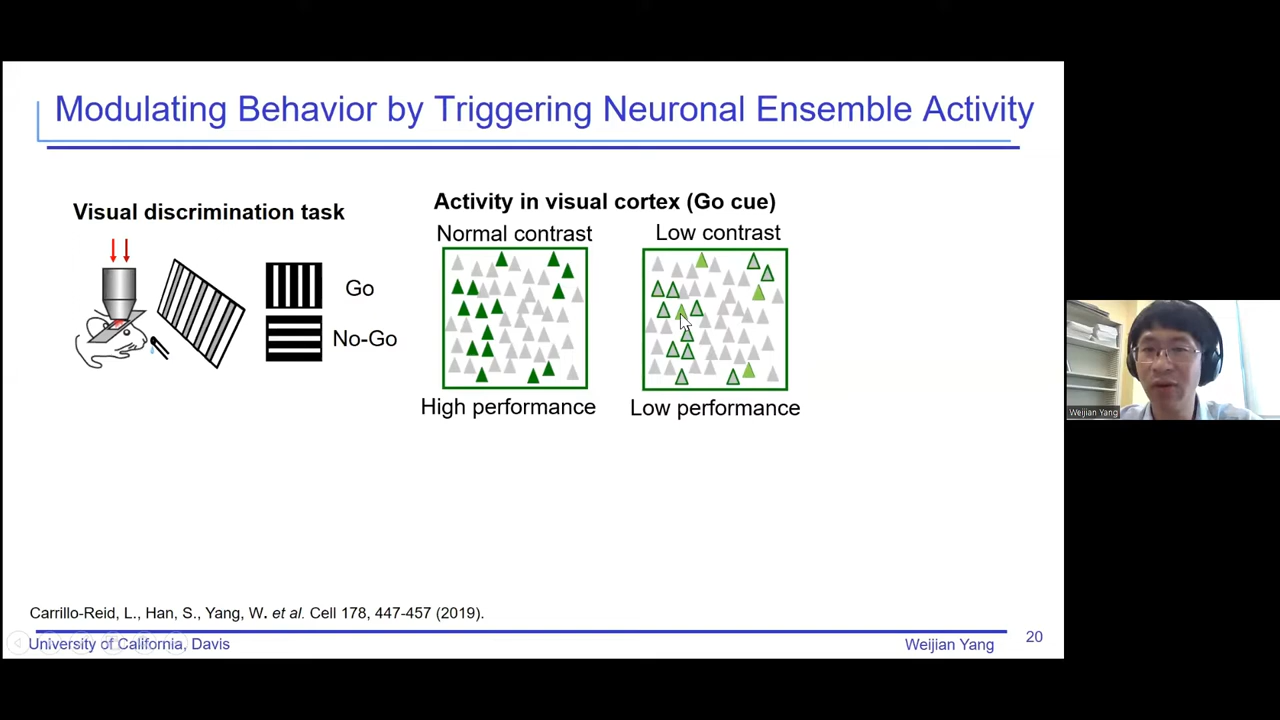 Modulating Behavior by Triggering Neuronal Ensemble Activity
Visual discrimination task
Go
No-Go
Activity in visual cortex (Go cue)
Normal contrast
Low contrast
High performance
Low performance
Weijian Yang
Carrillo-Reid, L., Han, S., Yang, W. et al. Cell 178, 447-457 (2019).
University of California, Davis
Weijian Yang
20